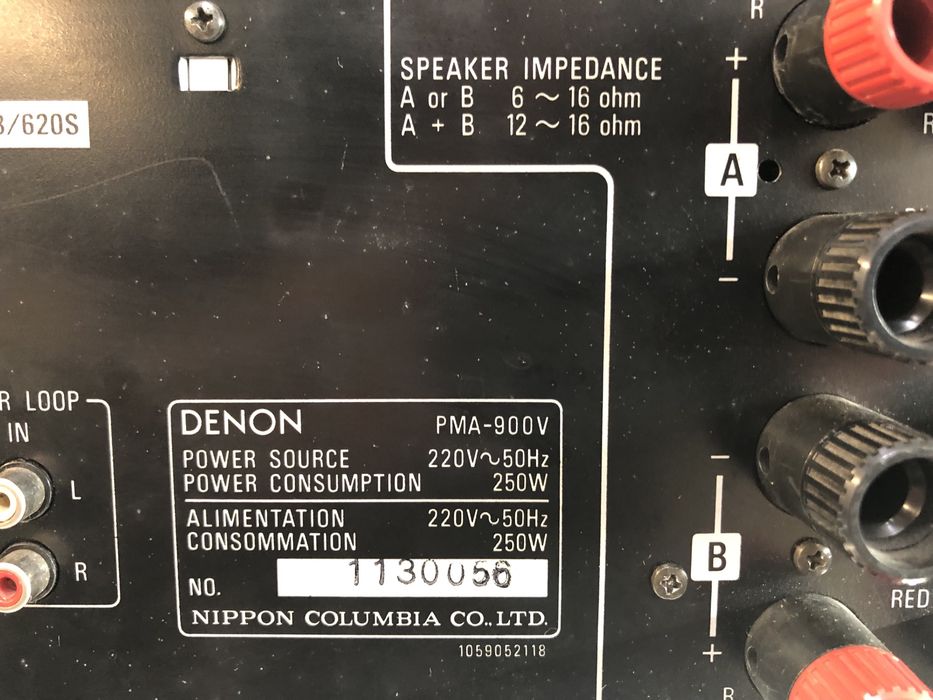 R
SPEAKER IMPEDANCE
A or B 6 ~ 16 ohm
A + B 12 ~ 16 ohm
+
/620S
A
-
R LOOP
IN
L
R
DENON PMA-900V
POWER SOURCE 220V~50Hz
POWER CONSUMPTION 250W
ALIMENTATION 220V~50Hz
CONSOMMATION 250W
NO. 1130056
NIPPON COLUMBIA CO.,LTD.
1059052118
-
B
RED
+
R